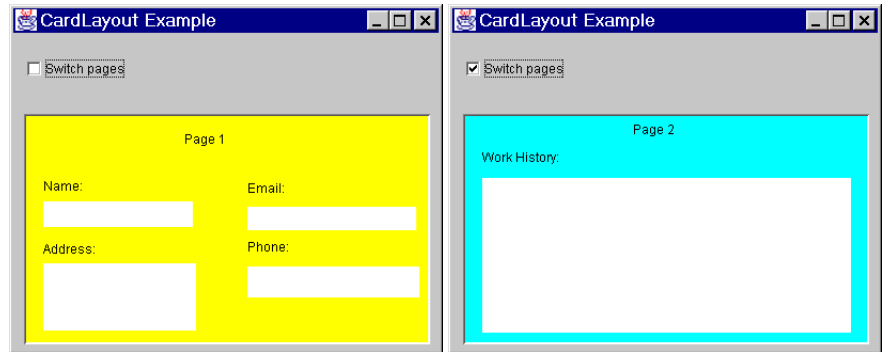 CardLayout Example
Switch pages
Page 1
Name:
Email:
Address:
Phone:
CardLayout Example
Switch pages
Page 2
Work History: